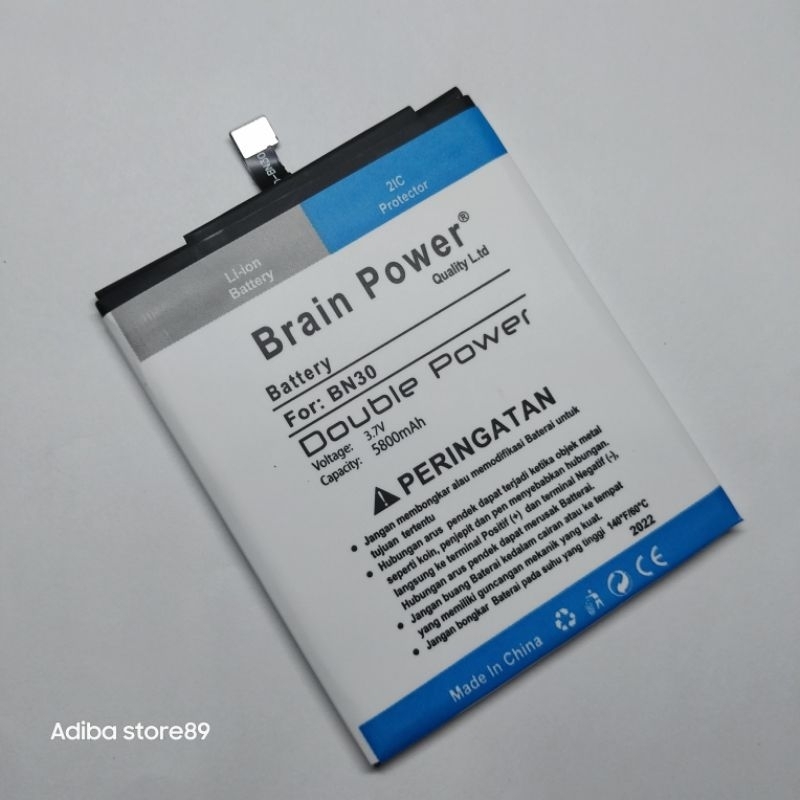 Y-BN30
Li-ion
Battery
2IC
Protector
Brain Power®
Quality L.td
Battery
For: BN30
Double Power
Voltage: 3.7V
Capacity: 5800mAh
PERINGATAN
• Jangan membongkar atau memodifikasi Baterai untuk
tujuan tertentu
• Hubungan arus pendek dapat terjadi ketika objek metal
seperti koin, penjepit dan pen menyebabkan hubungan.
langsung ke terminal Positif (+) dan terminal Negatif (-),
Hubungan arus pendek dapat merusak Baterai.
• Jangan buang Baterai kedalam cairan atau ke tempat
yang memiliki guncangan mekanik yang kuat.
• Jangan bongkar Baterai pada suhu yang tinggi 140°F/60°C
2022
Made In China
CE
Adiba store89